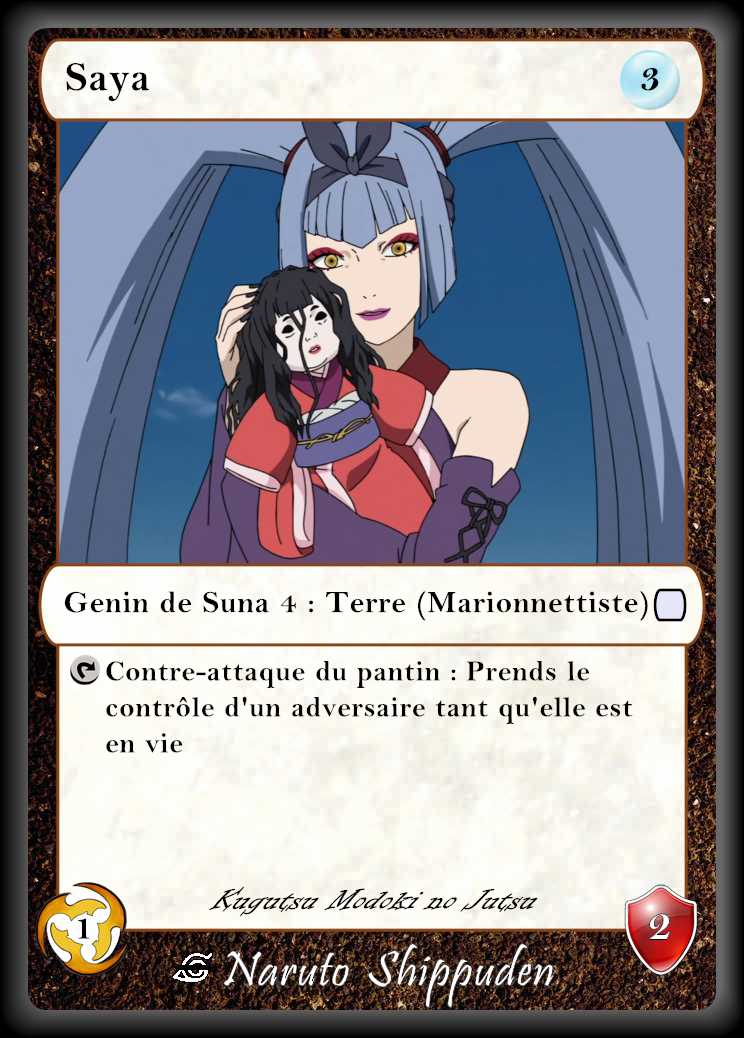 Saya
3
Genin de Suna 4 : Terre (Marionnettiste)
Contre-attaque du pantin : Prends le
contrôle d'un adversaire tant qu'elle est
en vie
Kugutsu Modoki no Jutsu
1
2
Naruto Shippuden